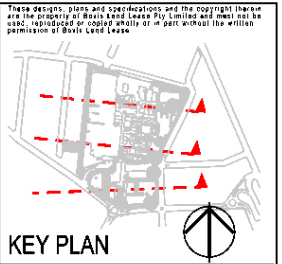 These designs, plans and specifications and the copyright therein
are the property of Bovis Lend Lease Pty Limited and must not be
used, reproduced or copied wholly or in part without the written
permission of Bovis Lend Lease
KEY PLAN